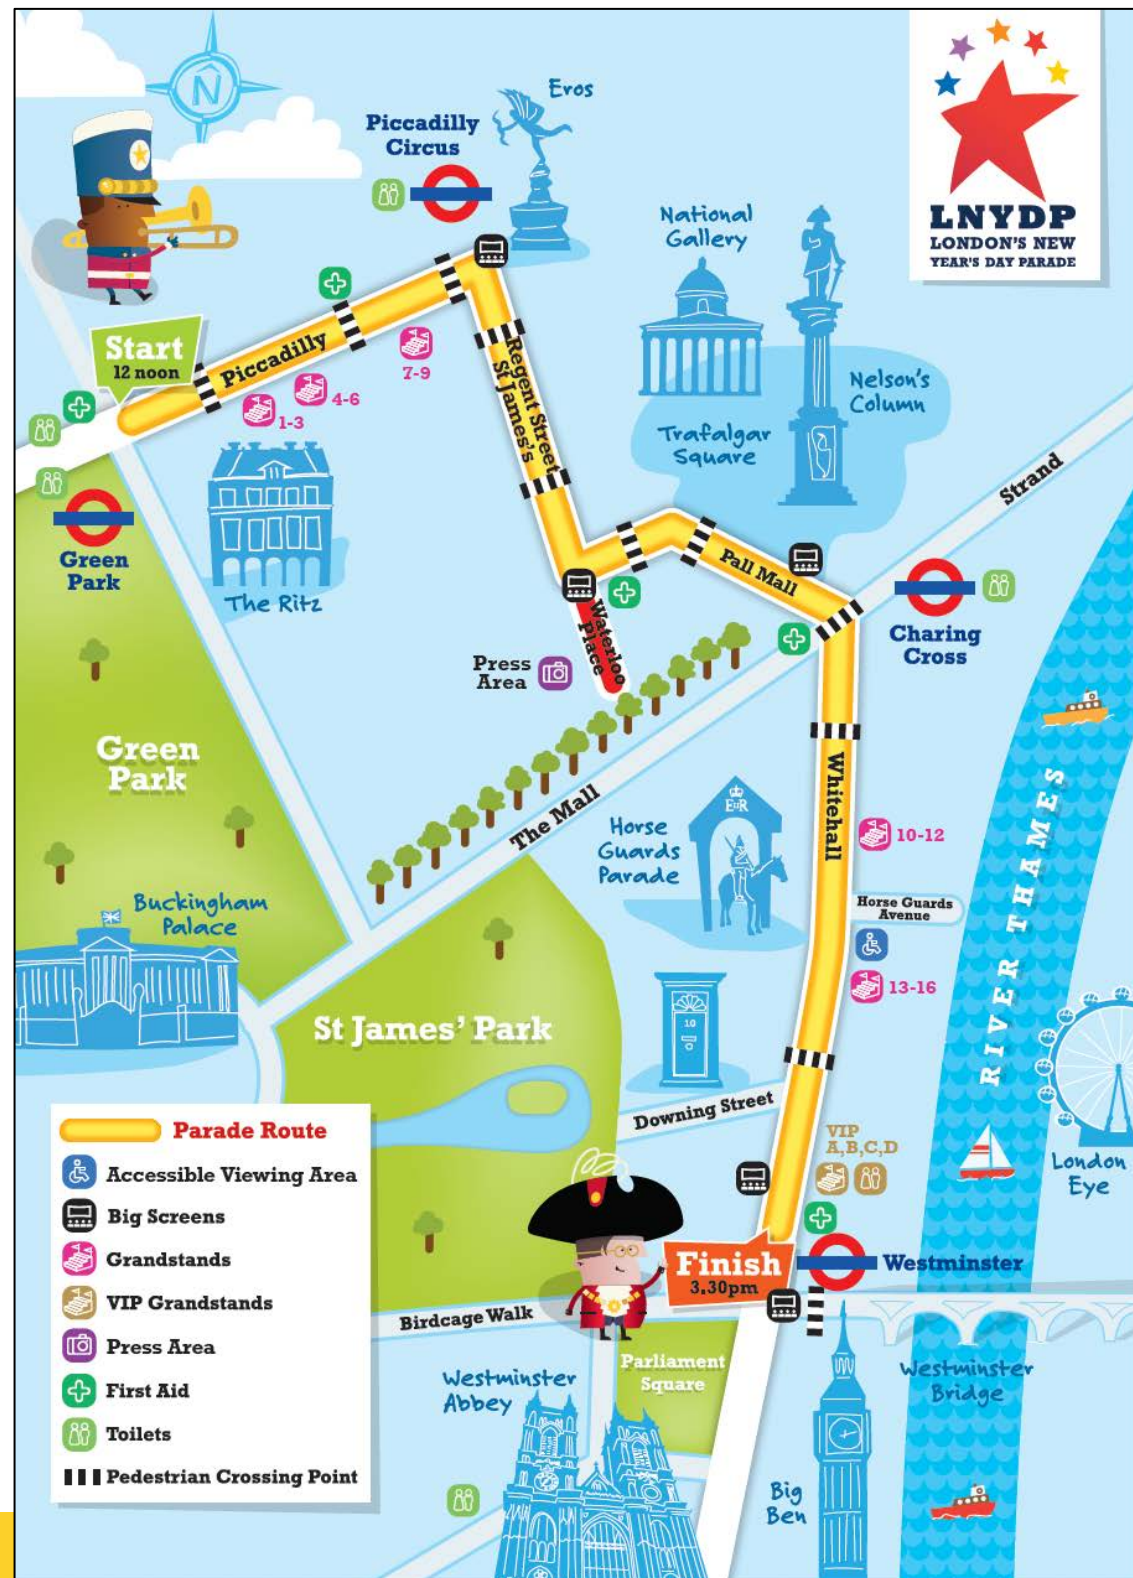 N
Eros
Piccadilly
Circus
LNYDP
LONDON'S NEW
YEAR'S DAY PARADE
National
Gallery
Start
12 noon
Piccadilly
7-9
4-6
1-3
Regent Street
St James's
Nelson's
Column
Trafalgar
Square
Strand
Green
Park
The Ritz
Pall Mall
Charing
Cross
Waterloo
Place
Press
Area
Green
Park
The Mall
Whitehall
E II R
Horse
Guards
Parade
10-12
Horse Guards
Avenue
Buckingham
Palace
13-16
RIVER THAMES
St James' Park
10
Downing Street
VIP
A,B,C,D
London
Eye
Parade Route
Accessible Viewing Area
Big Screens
Grandstands
VIP Grandstands
Press Area
First Aid
Toilets
Pedestrian Crossing Point
Finish
3.30pm
Westminster
Birdcage Walk
Parliament
Square
Westminster
Abbey
Westminster
Bridge
Big
Ben